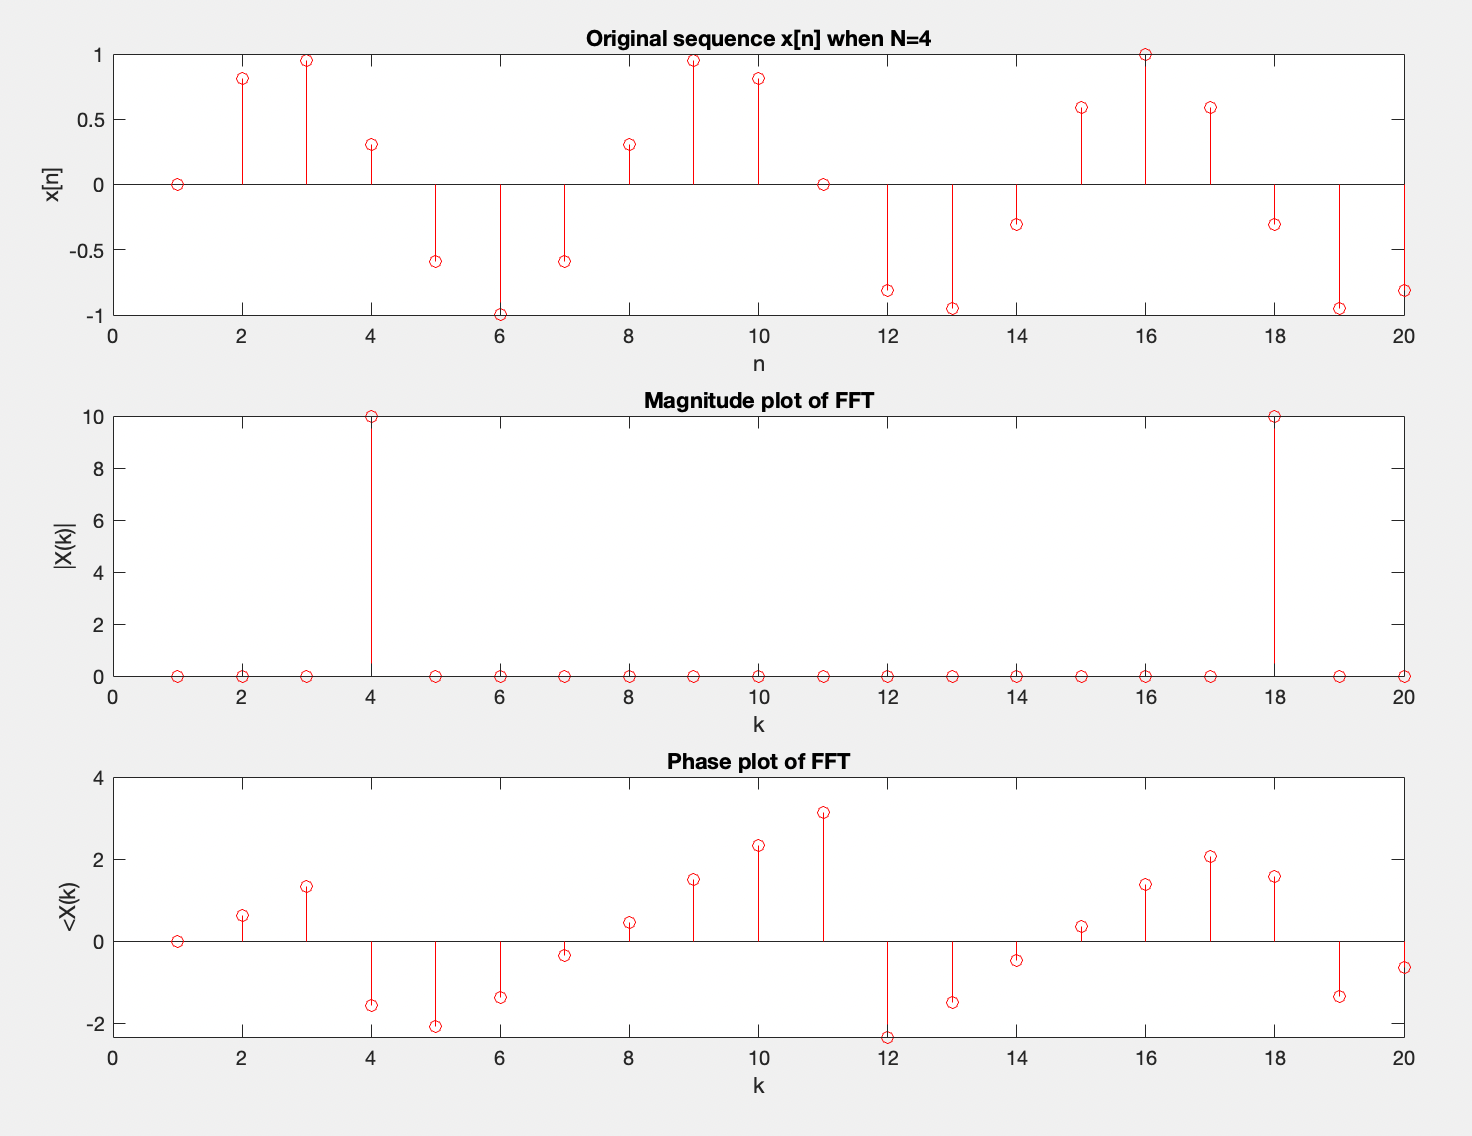 Original sequence x[n] when N=4
1
0.5
0
-0.5
-1
x[n]
0 2 4 6 8 10 12 14 16 18 20
n
Magnitude plot of FFT
10
8
6
4
2
0
|X(k)|
0 2 4 6 8 10 12 14 16 18 20
k
Phase plot of FFT
4
2
0
-2
<X(k)
0 2 4 6 8 10 12 14 16 18 20
k